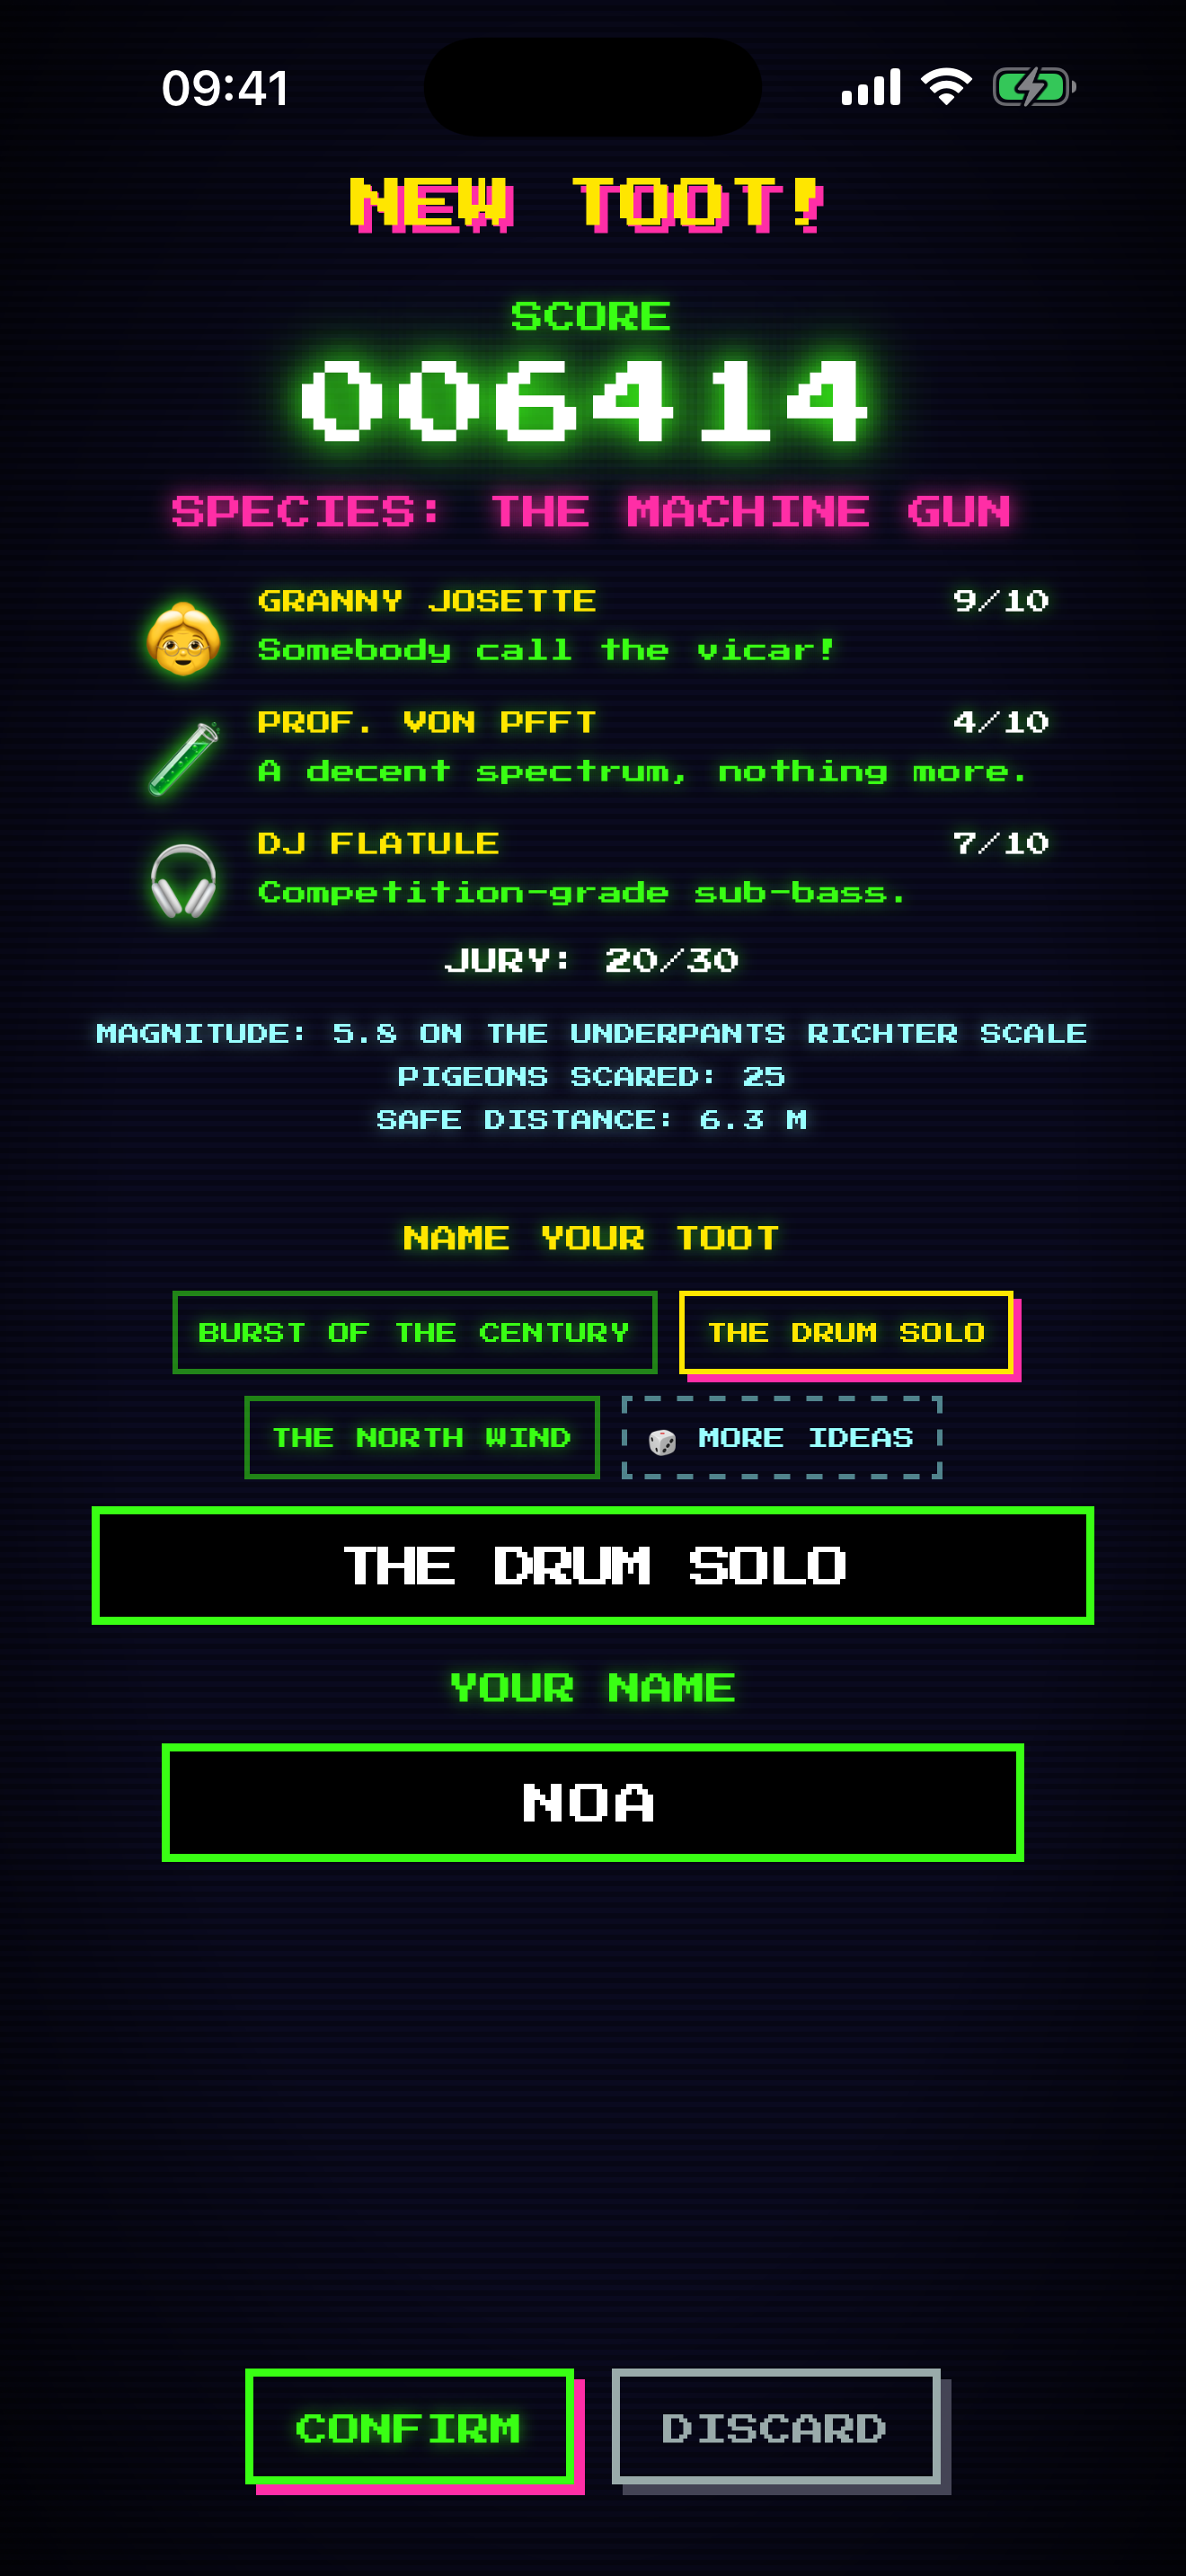 09:41
NEW TOOT!
SCORE
006414
SPECIES: THE MACHINE GUN
GRANNY JOSETTE 9/10
Somebody call the vicar!
PROF. VON PFFT 4/10
A decent spectrum, nothing more.
DJ FLATULE 7/10
Competition-grade sub-bass.
JURY: 20/30
MAGNITUDE: 5.8 ON THE UNDERPANTS RICHTER SCALE
PIGEONS SCARED: 25
SAFE DISTANCE: 6.3 M
NAME YOUR TOOT
BURST OF THE CENTURY THE DRUM SOLO
THE NORTH WIND MORE IDEAS
THE DRUM SOLO
YOUR NAME
NOA
CONFIRM DISCARD